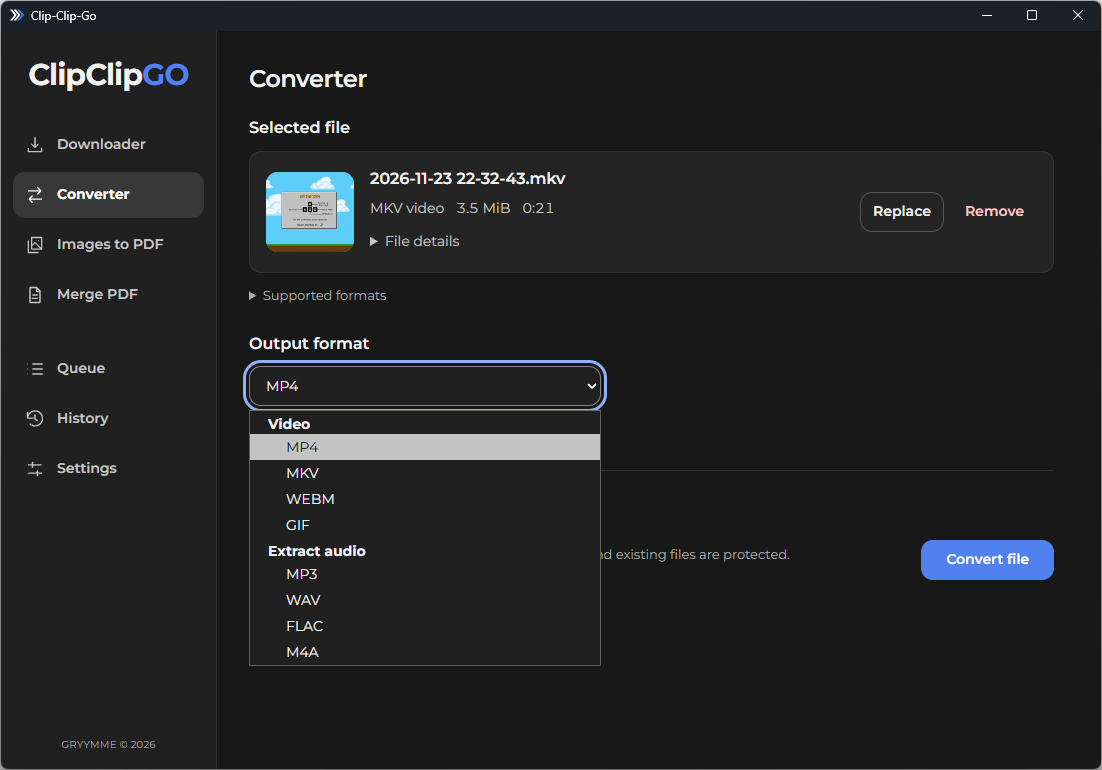 Clip-Clip-Go
ClipClipGO
Downloader
Converter
Images to PDF
Merge PDF
Queue
History
Settings
GRYYMME © 2026
Converter
Selected file
2026-11-23 22-32-43.mkv
MKV video 3.5 MiB 0:21
File details
Replace
Remove
Supported formats
Output format
MP4
Video
MP4
MKV
WEBM
GIF
Extract audio
MP3
WAV
FLAC
M4A
existing files are protected.
Convert file